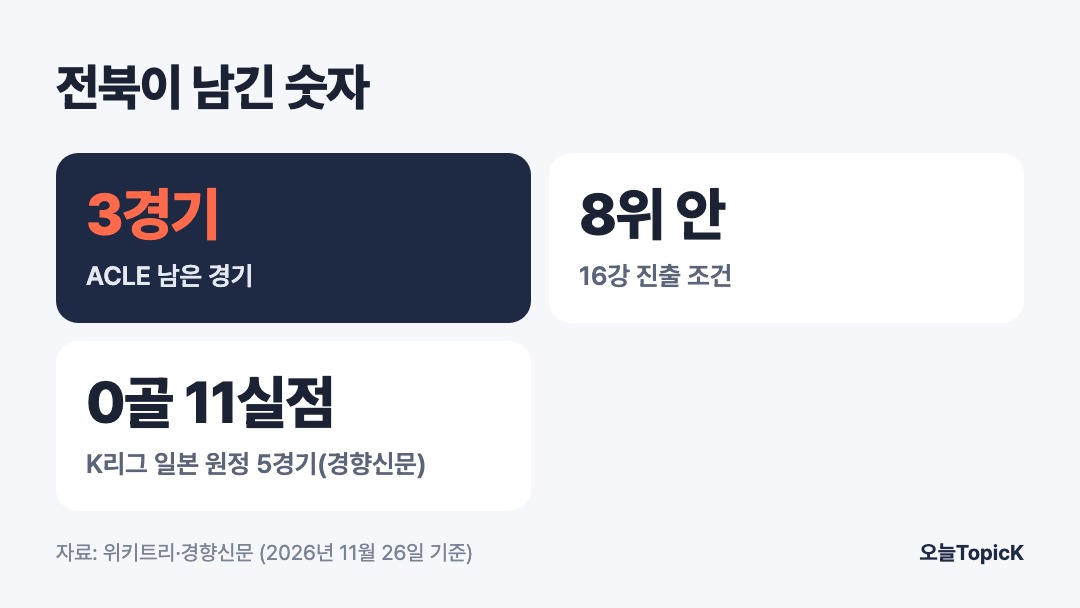 전북이 남긴 숫자
3경기
ACLE 남은 경기
8위 안
16강 진출 조건
0골 11실점
K리그 일본 원정 5경기(경향신문)
자료: 위키트리·경향신문 (2026년 11월 26일 기준)
오늘TopicK